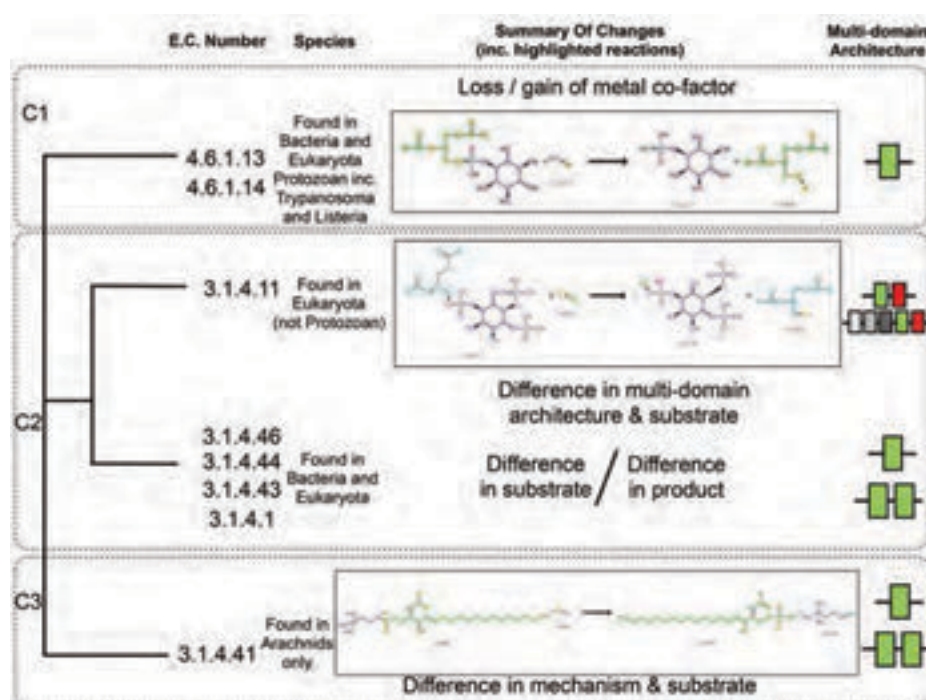 E.C. Number Species Summary Of Changes Multi-domain
(inc. highlighted reactions) Architecture
C1
Loss / gain of metal co-factor
4.6.1.13
4.6.1.14
Found in
Bacteria and
Eukaryota
Protozoan inc.
Trypanosoma
and Listeria
C2
3.1.4.11
Found in
Eukaryota
(not Protozoan)
Difference in multi-domain
architecture & substrate
3.1.4.46
3.1.4.44
3.1.4.43
3.1.4.1
Found in
Bacteria and
Eukaryota
Difference
in substrate
/
Difference
in product
C3
3.1.4.41
Found in
Arachnids
only.
Difference in mechanism & substrate